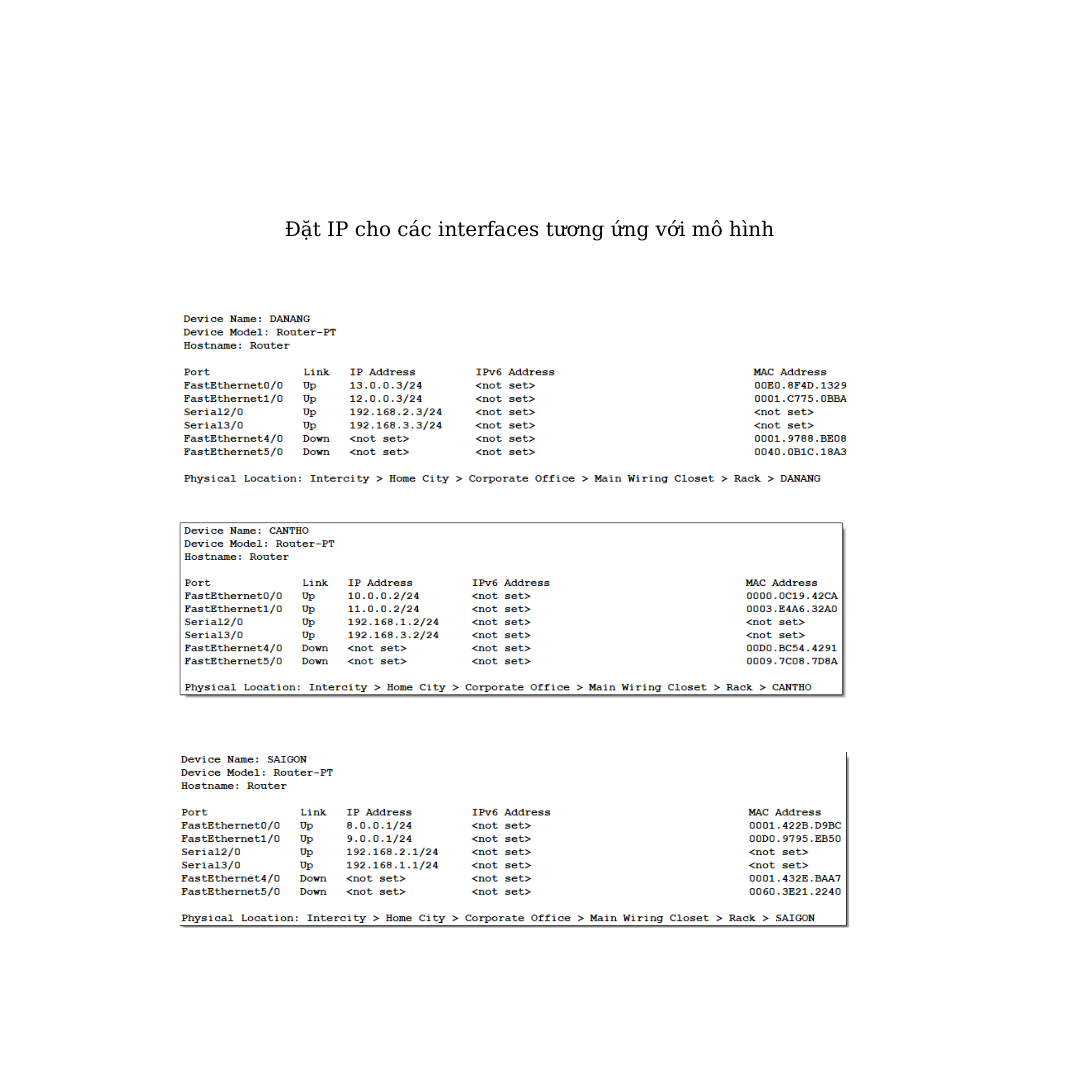 Đặt IP cho các interfaces tương ứng với mô hình
Device Name: DANANG
Device Model: Router-PT
Hostname: Router
Port Link IP Address IPv6 Address MAC Address
FastEthernet0/0 Up 13.0.0.3/24 <not set> 00E0.8F4D.1329
FastEthernet1/0 Up 12.0.0.3/24 <not set> 0001.C775.0BBA
Serial2/0 Up 192.168.2.3/24 <not set> <not set>
Serial3/0 Up 192.168.3.3/24 <not set> <not set>
FastEthernet4/0 Down <not set> <not set> 0001.9788.BE08
FastEthernet5/0 Down <not set> <not set> 0040.0B1C.18A3
Physical Location: Intercity > Home City > Corporate Office > Main Wiring Closet > Rack > DANANG
Device Name: CANTHO
Device Model: Router-PT
Hostname: Router
Port Link IP Address IPv6 Address MAC Address
FastEthernet0/0 Up 10.0.0.2/24 <not set> 0000.0C19.42CA
FastEthernet1/0 Up 11.0.0.2/24 <not set> 0003.E4A6.32A0
Serial2/0 Up 192.168.1.2/24 <not set> <not set>
Serial3/0 Up 192.168.3.2/24 <not set> <not set>
FastEthernet4/0 Down <not set> <not set> 00D0.BC54.4291
FastEthernet5/0 Down <not set> <not set> 0009.7C08.7D8A
Physical Location: Intercity > Home City > Corporate Office > Main Wiring Closet > Rack > CANTHO
Device Name: SAIGON
Device Model: Router-PT
Hostname: Router
Port Link IP Address IPv6 Address MAC Address
FastEthernet0/0 Up 8.0.0.1/24 <not set> 0001.422B.D9BC
FastEthernet1/0 Up 9.0.0.1/24 <not set> 00D0.9795.EB50
Serial2/0 Up 192.168.2.1/24 <not set> <not set>
Serial3/0 Up 192.168.1.1/24 <not set> <not set>
FastEthernet4/0 Down <not set> <not set> 0001.432E.BAA7
FastEthernet5/0 Down <not set> <not set> 0060.3E21.2240
Physical Location: Intercity > Home City > Corporate Office > Main Wiring Closet > Rack > SAIGON